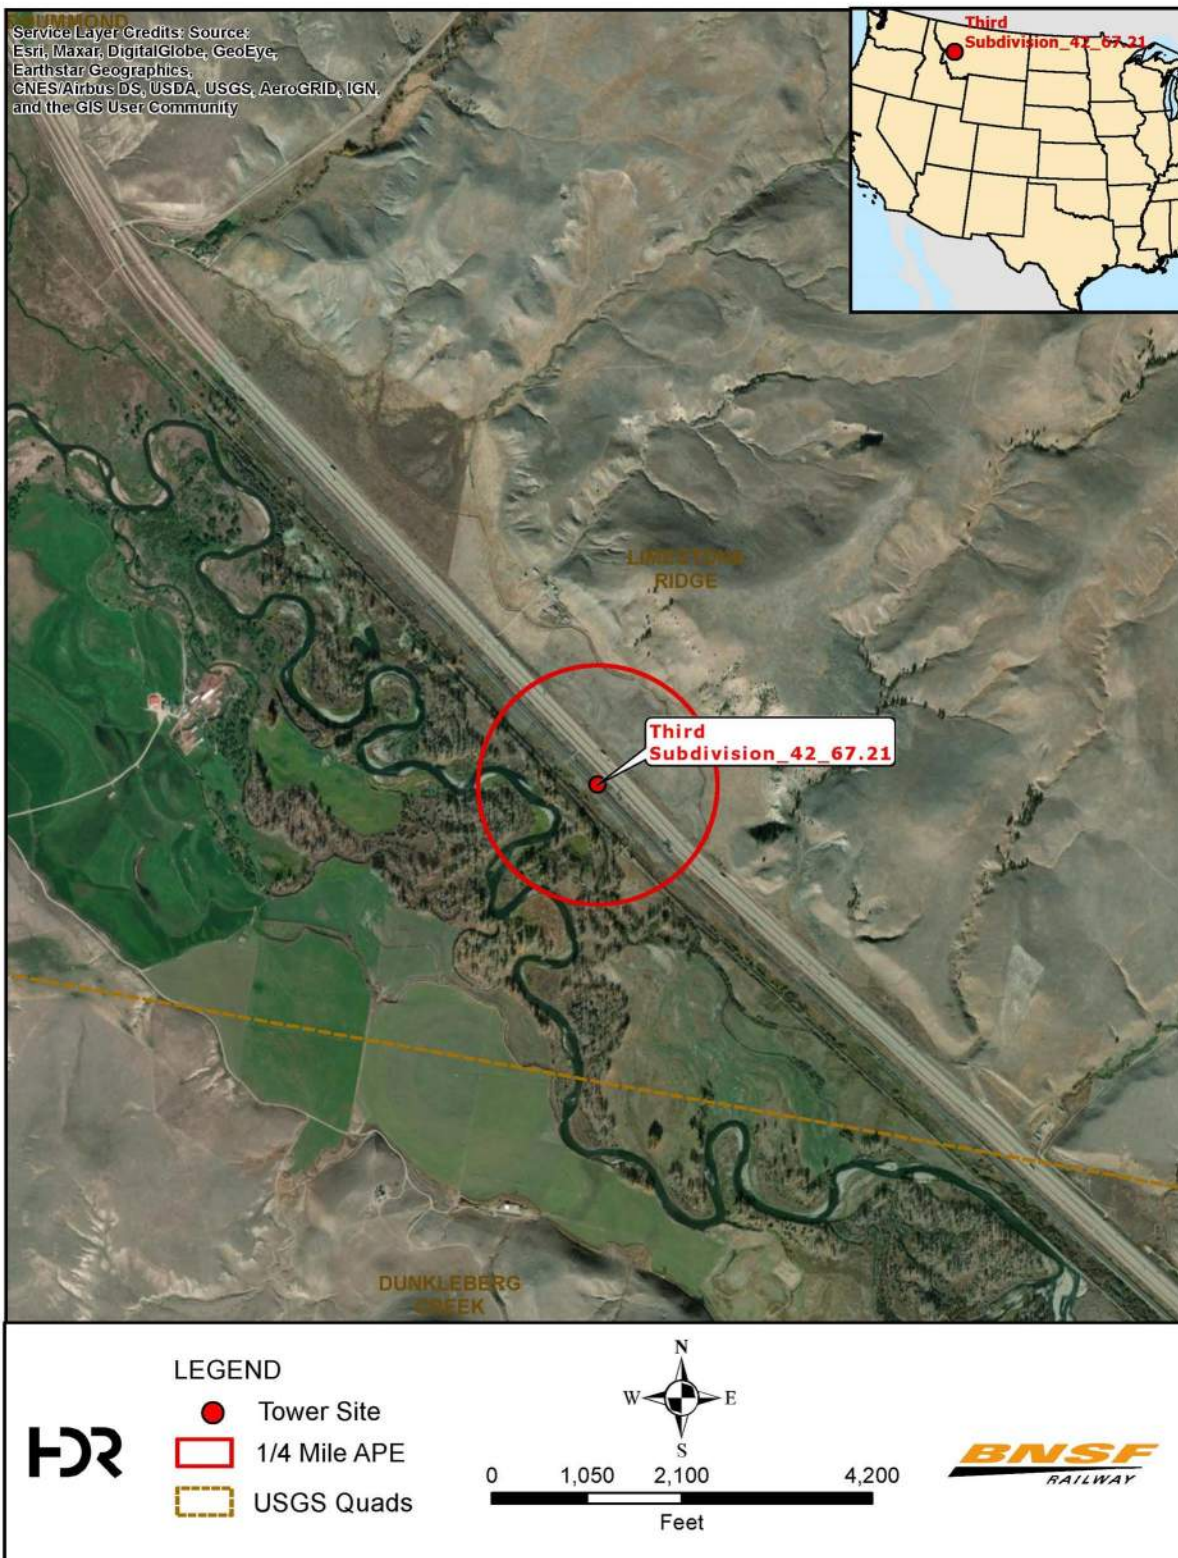 DRUMMOND
Service Layer Credits: Source:
Esri, Maxar, DigitalGlobe, GeoEye,
Earthstar Geographics,
CNES/Airbus DS, USDA, USGS, AeroGRID, IGN,
and the GIS User Community
Third
Subdivision_42_67.21
LIMESTONE
RIDGE
Third
Subdivision_42_67.21
DUNKLEBERG
CREEK
HDR
LEGEND
Tower Site
1/4 Mile APE
USGS Quads
N
W E
S
0 1,050 2,100 4,200
Feet
BNSF
RAILWAY